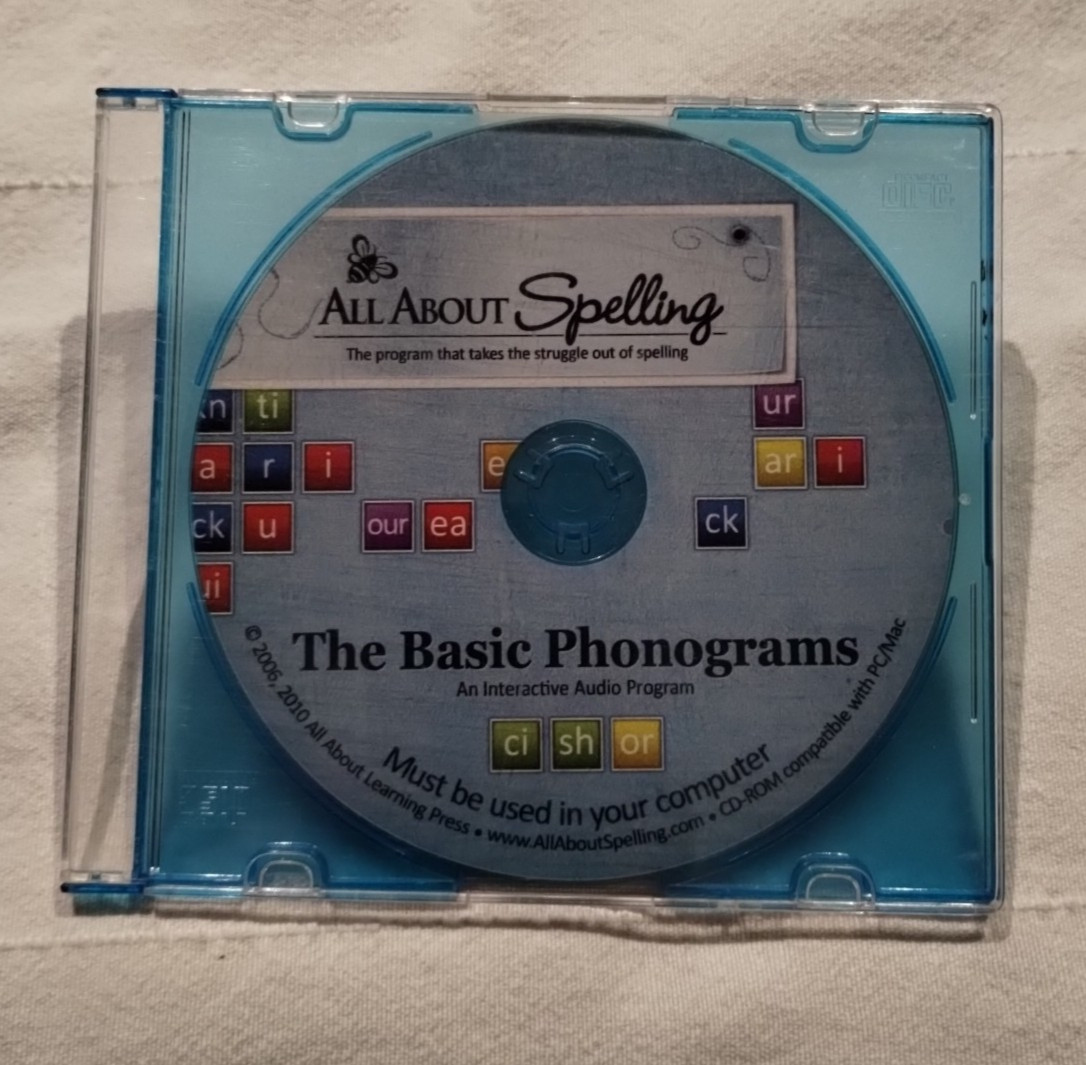 ALL ABOUT Spelling
The program that takes the struggle out of spelling
ti ur
a r i ar i
ck u our ea ck
The Basic Phonograms
An Interactive Audio Program
ci sh or
Must be used in your computer
© 2006, 2010 All About Learning Press • www.AllAboutSpelling.com • CD-ROM compatible with PC/Mac